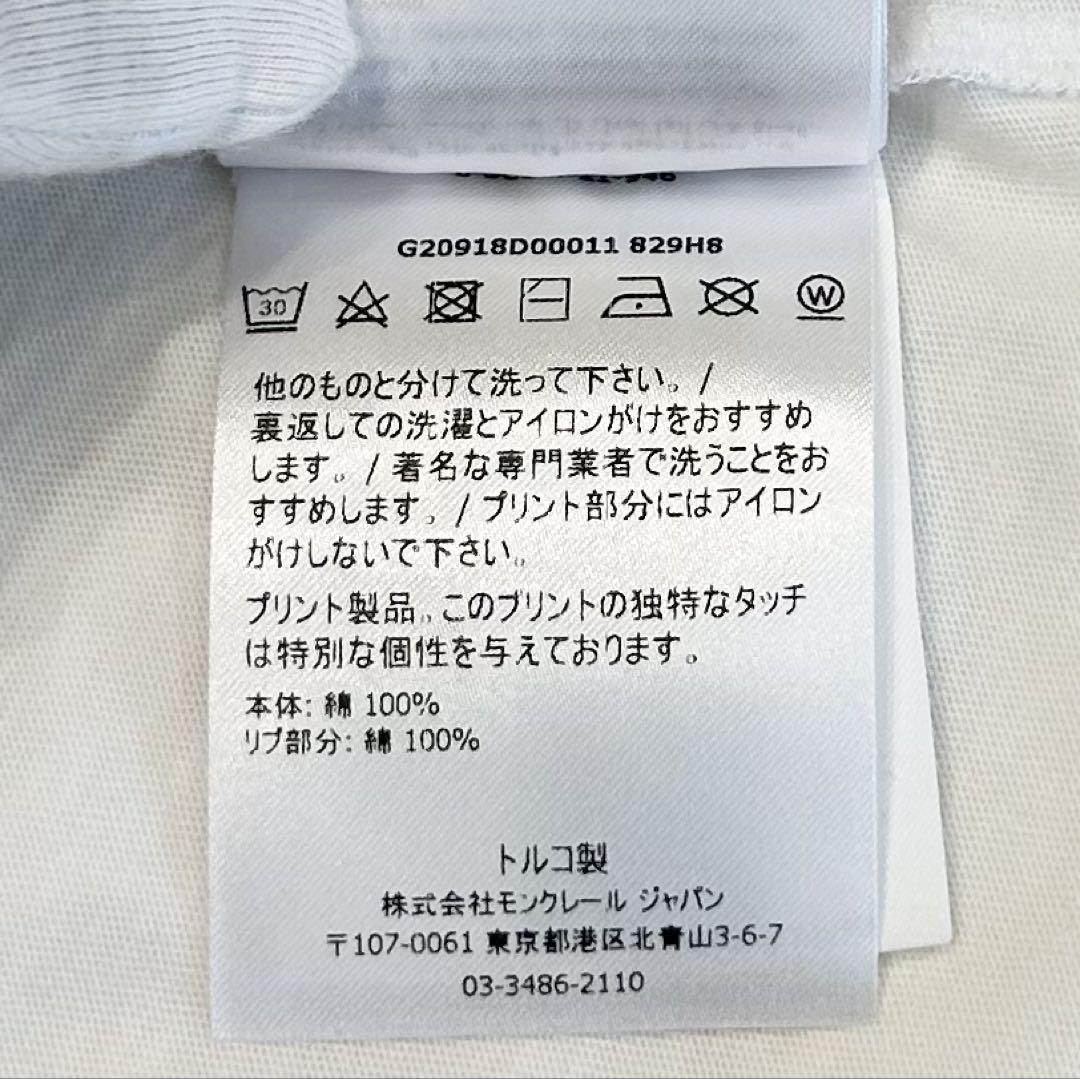 G20918D00011 829H8
30
W
他のものと分けて洗って下さい。/
裏返しての洗濯とアイロンがけをおすすめ
します。/ 著名な専門業者で洗うことをお
すすめします。/ プリント部分にはアイロン
がけしないで下さい。
プリント製品。このプリントの独特なタッチ
は特別な個性を与えております。
本体: 綿 100%
リブ部分: 綿 100%
トルコ製
株式会社モンクレール ジャパン
〒107-0061 東京都港区北青山3-6-7
03-3486-2110